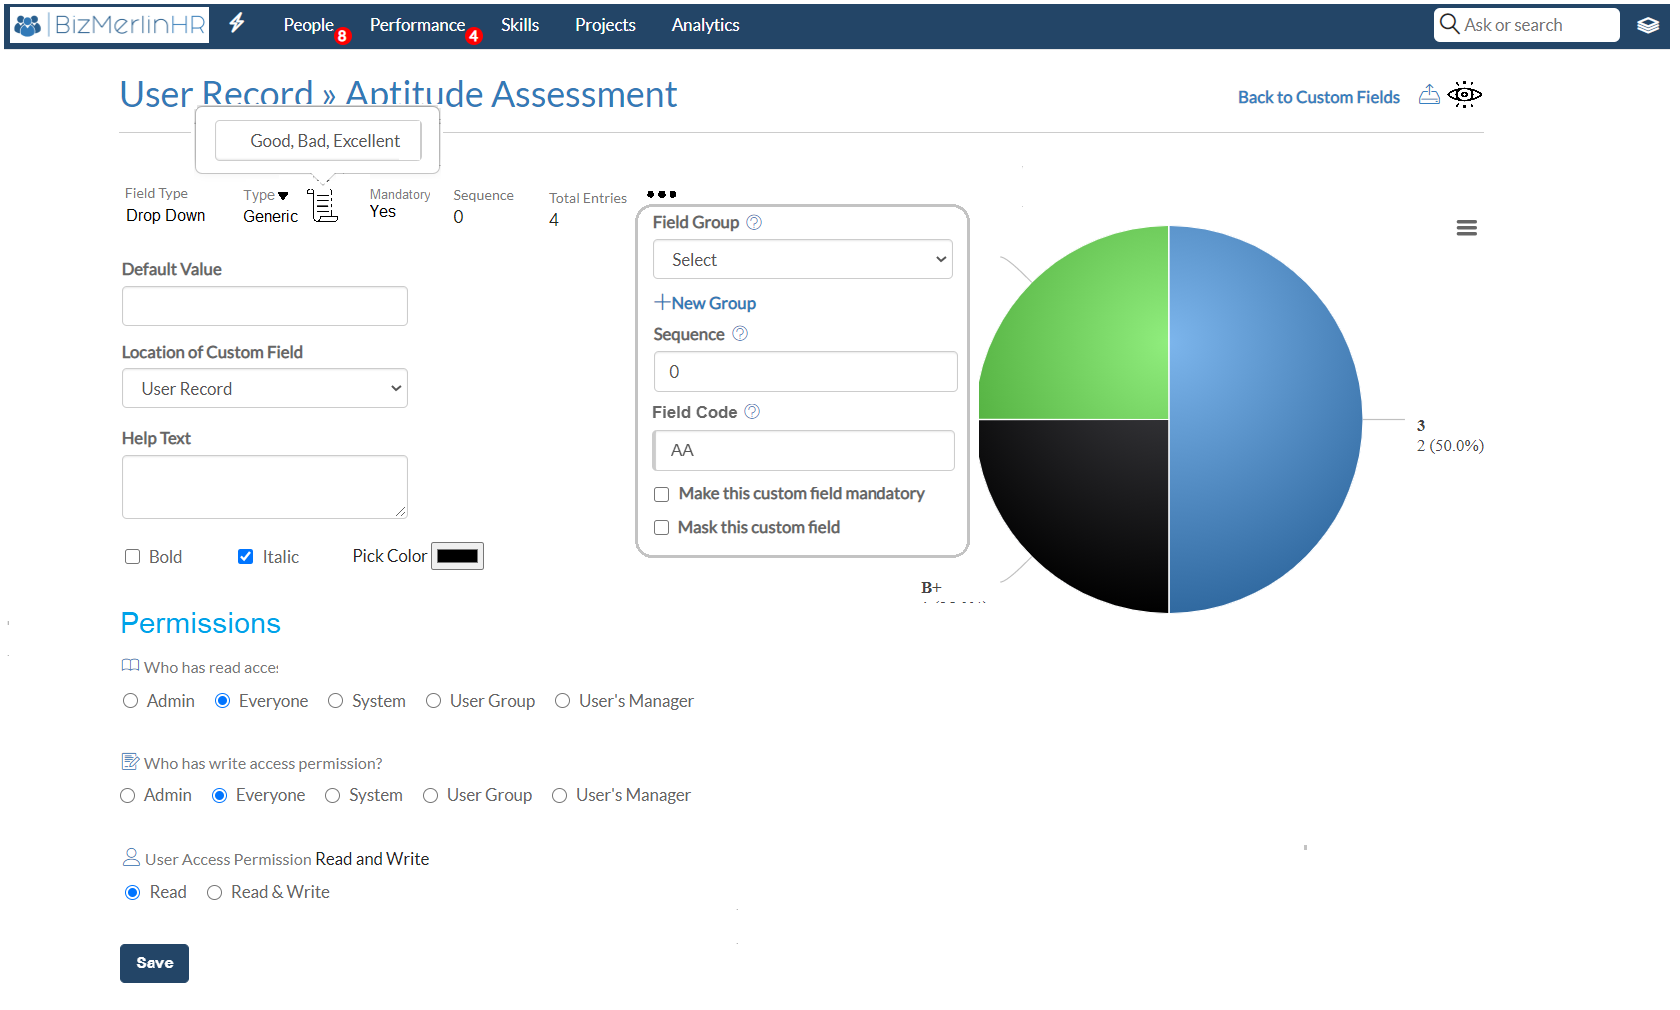 BizMerlinHR
People 8
Performance 4
Skills
Projects
Analytics
Ask or search
User Record » Aptitude Assessment
Back to Custom Fields
Good, Bad, Excellent
Field Type
Drop Down
Type
Generic
Mandatory
Yes
Sequence
0
Total Entries
4
Default Value
Location of Custom Field
User Record
Help Text
Bold
Italic
Pick Color
Field Group ?
Select
New Group
Sequence ?
0
Field Code ?
AA
Make this custom field mandatory
Mask this custom field
3
2 (50.0%)
B+
Permissions
Who has read acces
Admin Everyone System User Group User's Manager
Who has write access permission?
Admin Everyone System User Group User's Manager
User Access Permission Read and Write
Read Read & Write
Save